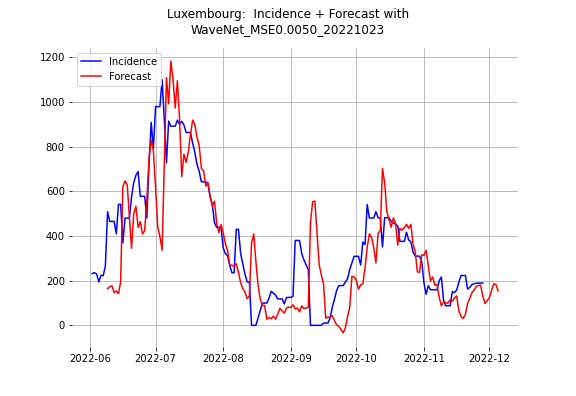 Luxembourg:  Incidence + Forecast with
WaveNet_MSE0.0050_20221023
Incidence
Forecast
1200
1000
800
600
400
200
0
2022-06 2022-07 2022-08 2022-09 2022-10 2022-11 2022-12